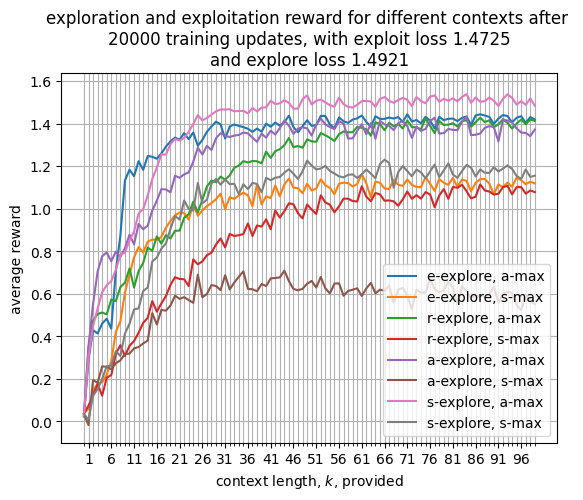 exploration and exploitation reward for different contexts after
20000 training updates, with exploit loss 1.4725
and explore loss 1.4921
1.6
1.4
1.2
1.0
0.8
0.6
0.4
0.2
0.0
average reward
e-explore, a-max
e-explore, s-max
r-explore, a-max
r-explore, s-max
a-explore, a-max
a-explore, s-max
s-explore, a-max
s-explore, s-max
1 6 11 16 21 26 31 36 41 46 51 56 61 66 71 76 81 86 91 96
context length, k, provided